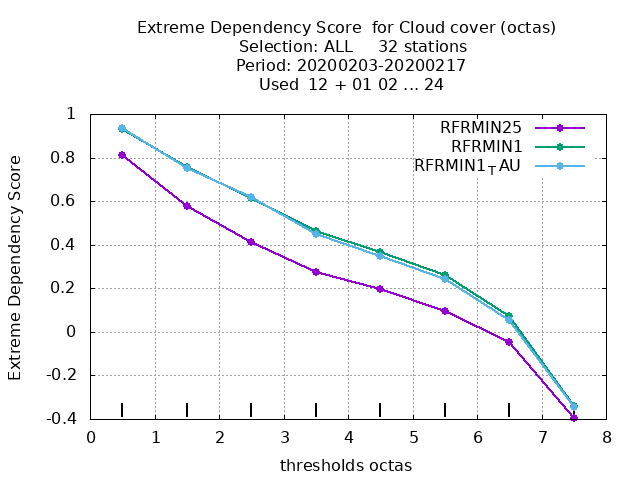 Extreme Dependency Score  for Cloud cover (octas)
Selection: ALL     32 stations
Period: 20200203-20200217
Used  12 + 01 02 ... 24
RFRMIN25
RFRMIN1
RFRMIN1TAU
Extreme Dependency Score
1
0.8
0.6
0.4
0.2
0
-0.2
-0.4
0 1 2 3 4 5 6 7 8
thresholds octas